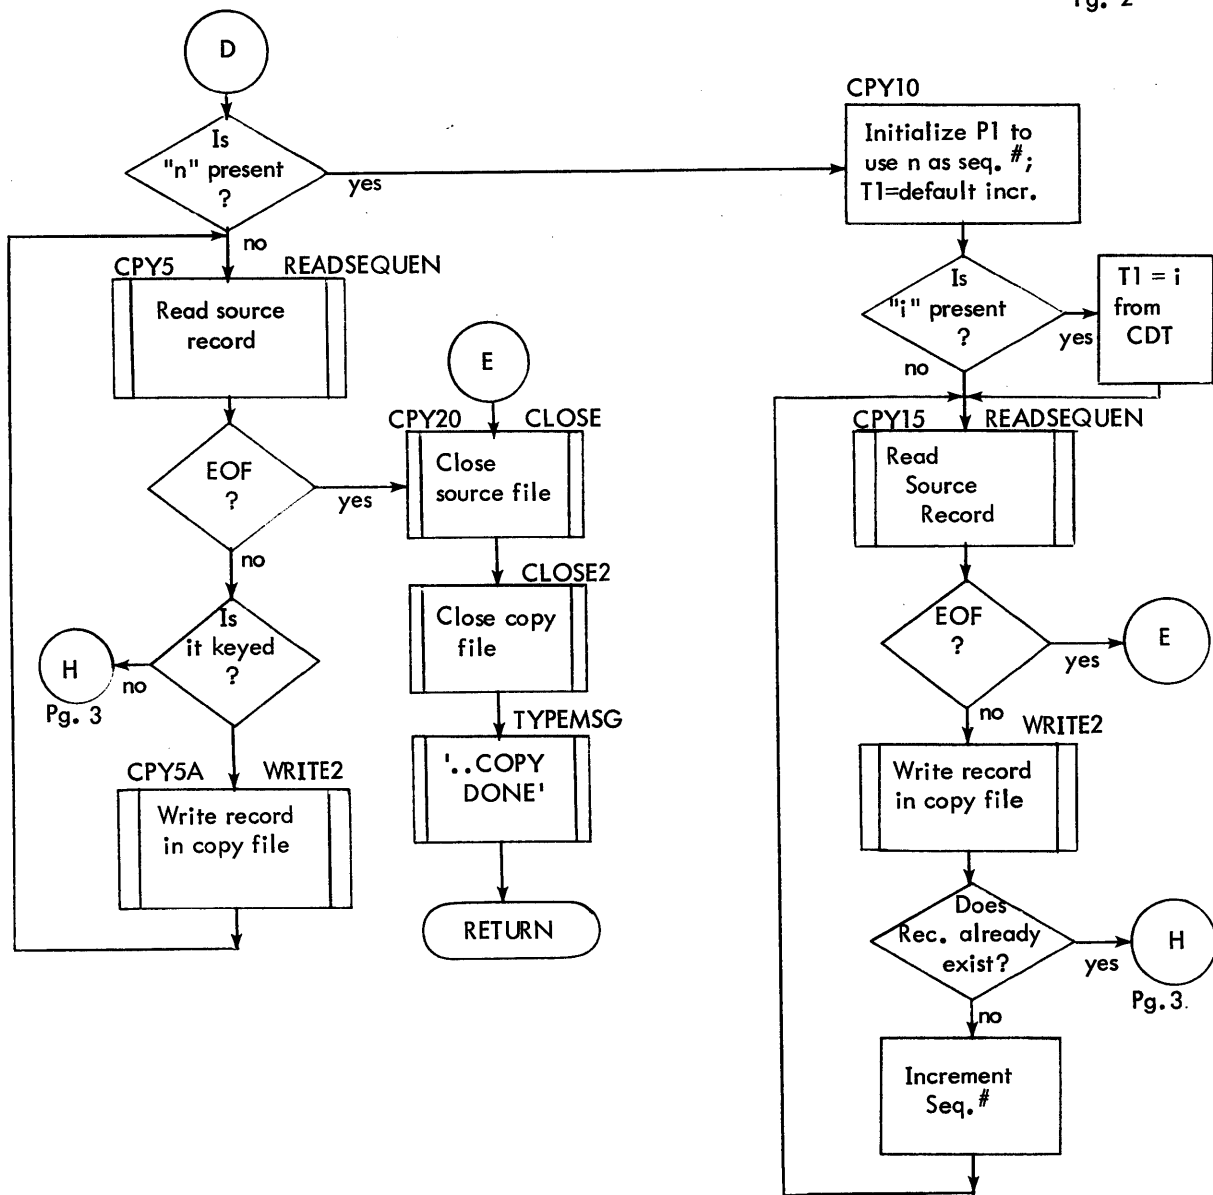 Pg. 2
D
Is
"n" present
?
yes
no
CPY5 READSEQUEN
Read source
record
EOF
?
yes
no
Is
it keyed
?
no
H
Pg. 3
CPY5A WRITE2
Write record
in copy file
E
CPY20 CLOSE
Close
source file
CLOSE2
Close copy
file
TYPEMSG
'..COPY
DONE'
RETURN
CPY10
Initialize P1 to
use n as seq. #;
T1=default incr.
Is
"i" present
?
yes
no
T1 = i
from
CDT
CPY15 READSEQUEN
Read
Source
Record
EOF
?
yes
E
no
WRITE2
Write record
in copy file
Does
Rec. already
exist?
yes
H
Pg.3.
no
Increment
Seq.#